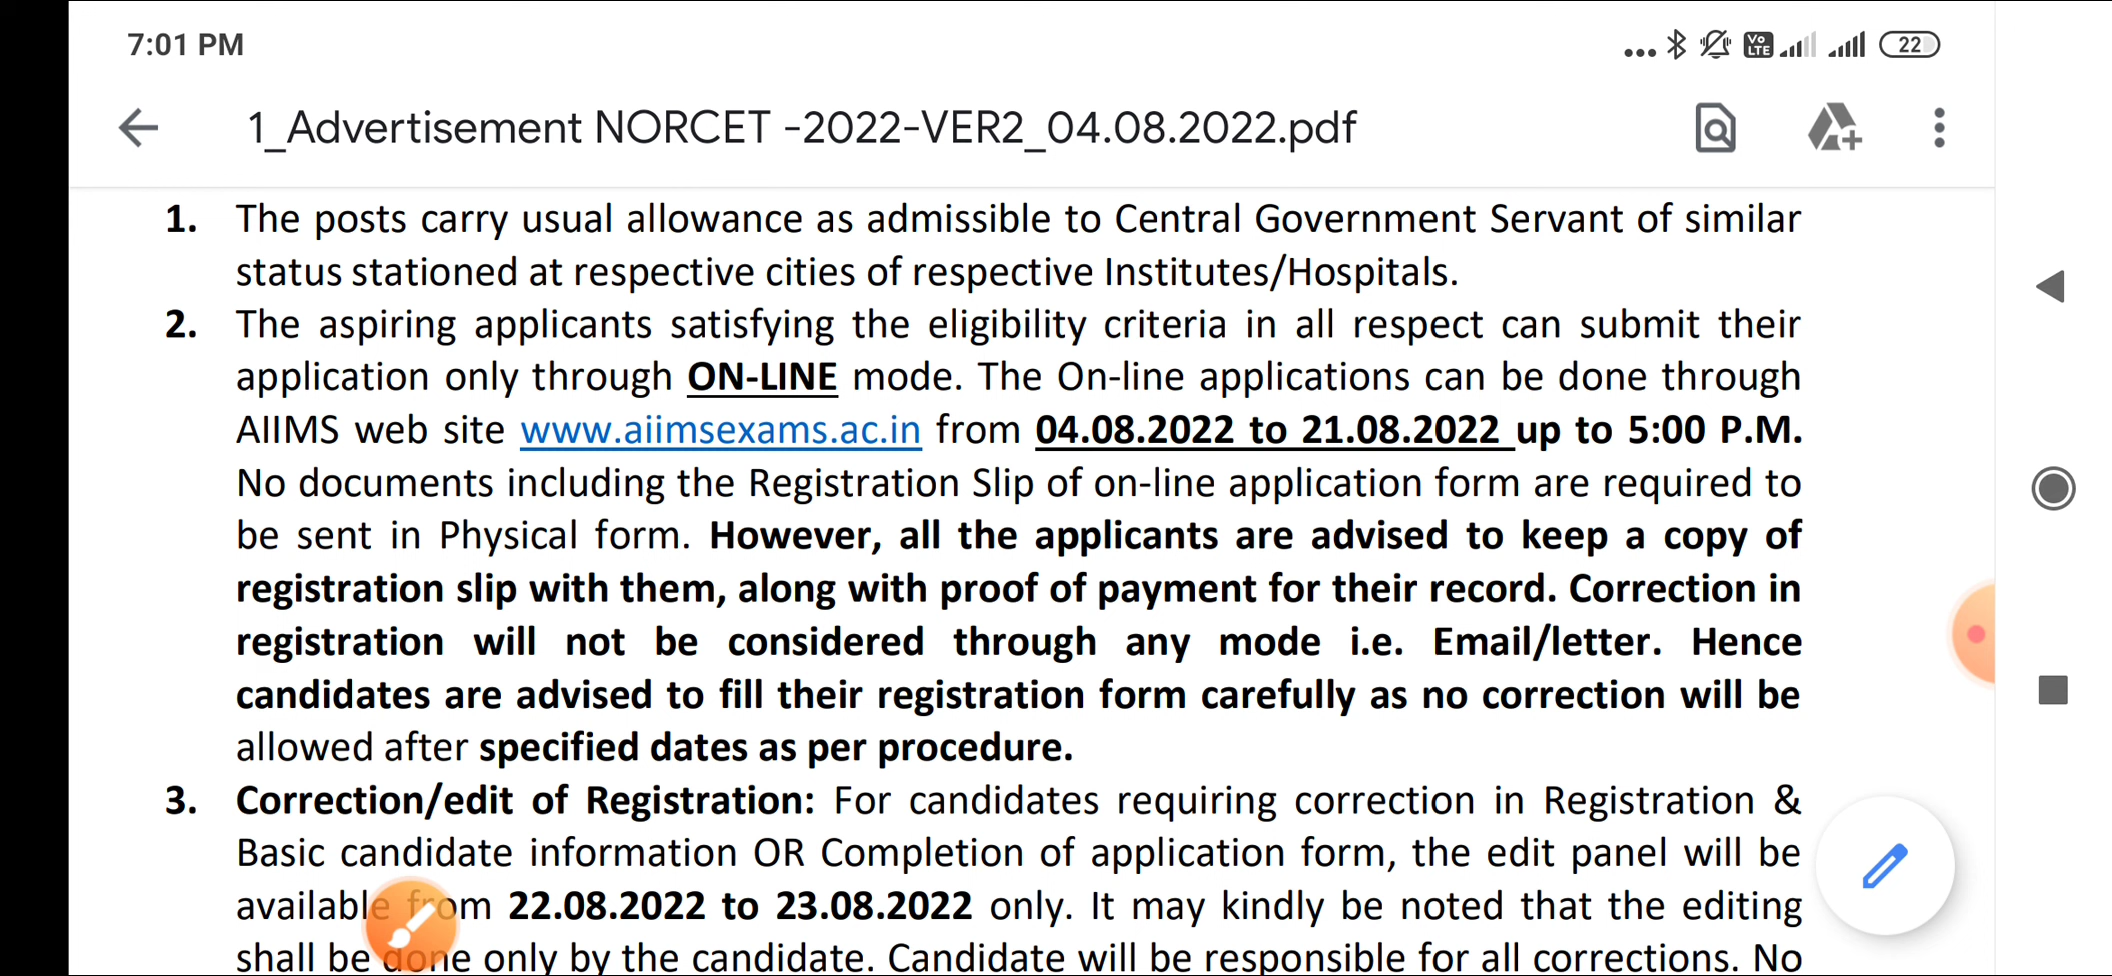 7:01 PM
Vo LTE 22
1_Advertisement NORCET -2022-VER2_04.08.2022.pdf
1. The posts carry usual allowance as admissible to Central Government Servant of similar
status stationed at respective cities of respective Institutes/Hospitals.
2. The aspiring applicants satisfying the eligibility criteria in all respect can submit their
application only through ON-LINE mode. The On-line applications can be done through
AIIMS web site www.aiimsexams.ac.in from 04.08.2022 to 21.08.2022 up to 5:00 P.M.
No documents including the Registration Slip of on-line application form are required to
be sent in Physical form. However, all the applicants are advised to keep a copy of
registration slip with them, along with proof of payment for their record. Correction in
registration will not be considered through any mode i.e. Email/letter. Hence
candidates are advised to fill their registration form carefully as no correction will be
allowed after specified dates as per procedure.
3. Correction/edit of Registration: For candidates requiring correction in Registration &
Basic candidate information OR Completion of application form, the edit panel will be
available from 22.08.2022 to 23.08.2022 only. It may kindly be noted that the editing
shall be done only by the candidate. Candidate will be responsible for all corrections. No